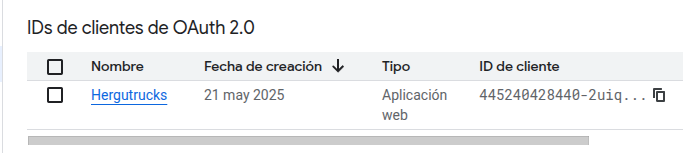 IDs de clientes de OAuth 2.0
Nombre Fecha de creación Tipo ID de cliente
Hergutrucks 21 may 2025 Aplicación web 445240428440-2uiq...